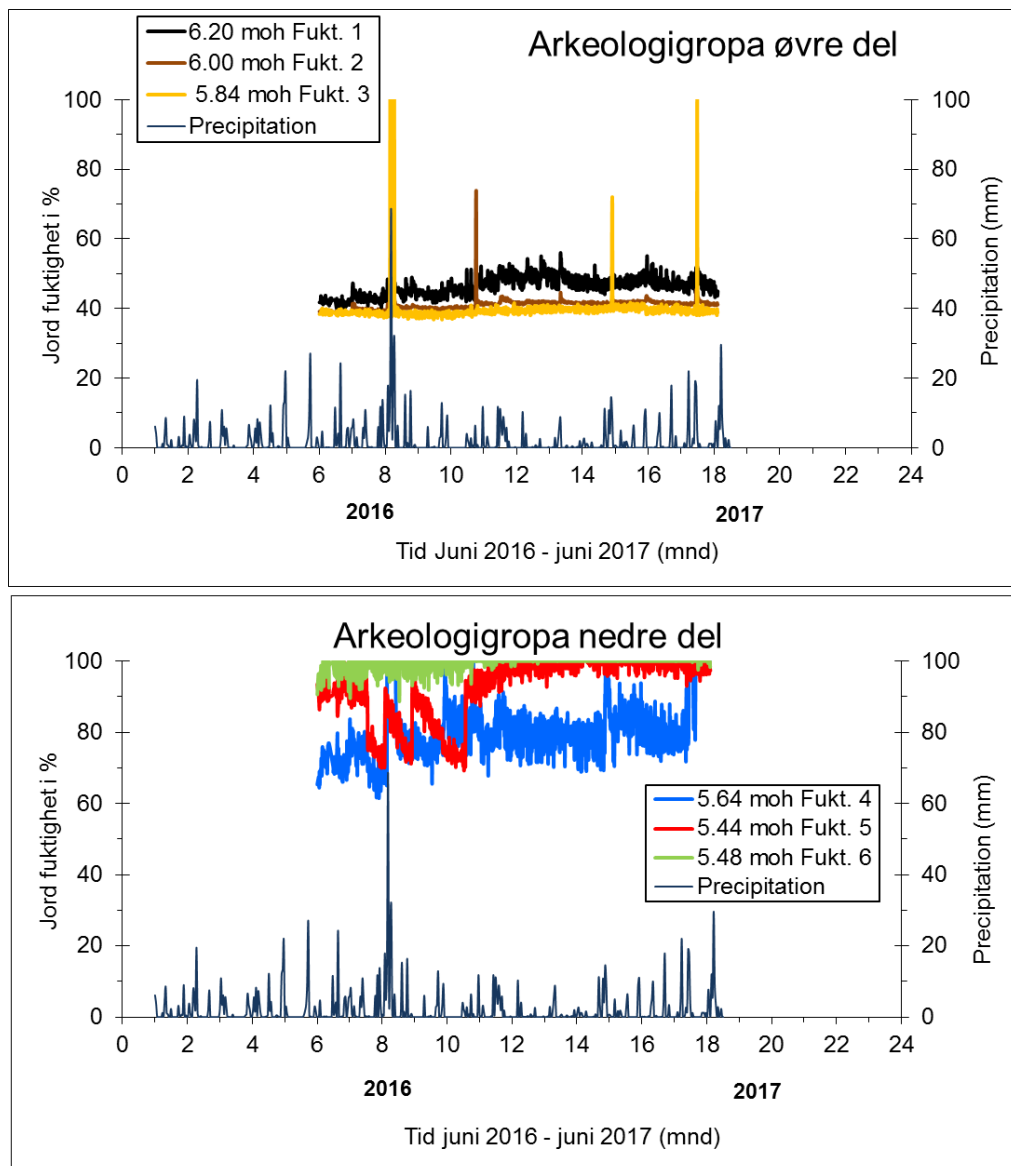 6.20 moh Fukt. 1
6.00 moh Fukt. 2
5.84 moh Fukt. 3
Precipitation
Arkeologigropa øvre del
100
80
60
40
20
0
Jord fuktighet i %
100
80
60
40
20
0
Precipitation (mm)
0 2 4 6 8 10 12 14 16 18 20 22 24
2016 2017
Tid Juni 2016 - juni 2017 (mnd)
Arkeologigropa nedre del
100
80
60
40
20
0
Jord fuktighet i %
5.64 moh Fukt. 4
5.44 moh Fukt. 5
5.48 moh Fukt. 6
Precipitation
100
80
60
40
20
0
Precipitation (mm)
0 2 4 6 8 10 12 14 16 18 20 22 24
2016 2017
Tid juni 2016 - juni 2017 (mnd)